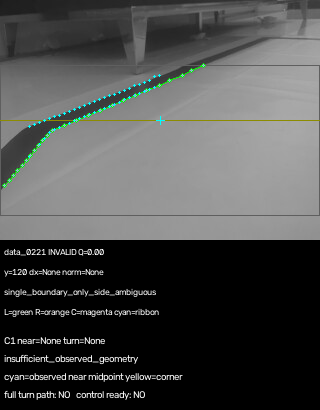 data_0221 INVALID Q=0.00
y=120 dx=None norm=None
single_boundary_only_side_ambiguous
L=green R=orange C=magenta cyan=ribbon
C1 near=None turn=None
insufficient_observed_geometry
cyan=observed near midpoint yellow=corner
full turn path: NO control ready: NO